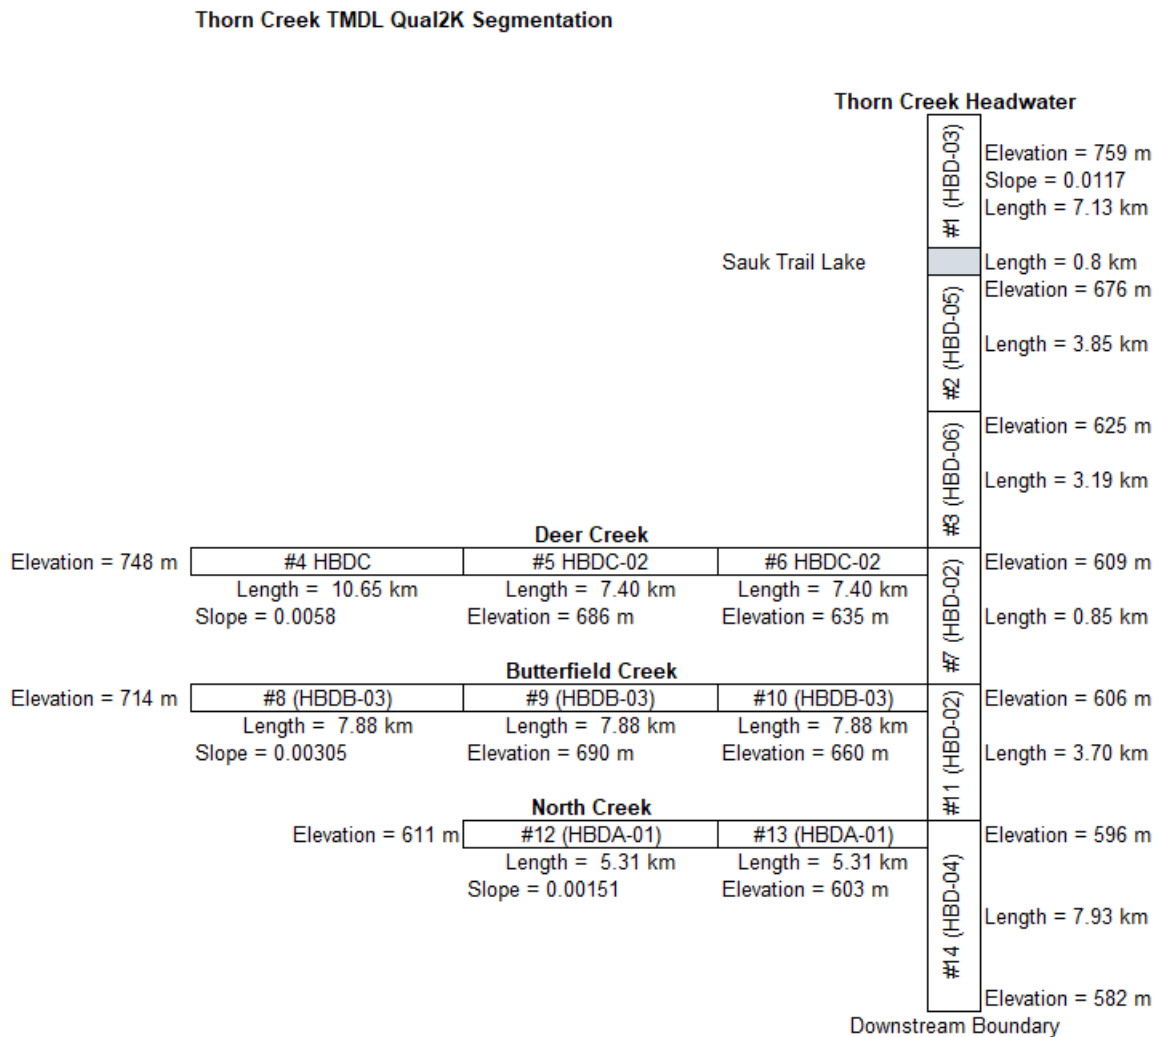 Thorn Creek TMDL Qual2K Segmentation
Thorn Creek Headwater
#1 (HBD-03)
Elevation = 759 m
Slope = 0.0117
Length = 7.13 km
Sauk Trail Lake
Length = 0.8 km
#2 (HBD-05)
Elevation = 676 m
Length = 3.85 km
#3 (HBD-06)
Elevation = 625 m
Length = 3.19 km
Deer Creek
Elevation = 748 m
#4 HBDC
#5 HBDC-02
#6 HBDC-02
Length = 10.65 km
Length = 7.40 km
Length = 7.40 km
Slope = 0.0058
Elevation = 686 m
Elevation = 635 m
#7 (HBD-02)
Elevation = 609 m
Length = 0.85 km
Butterfield Creek
Elevation = 714 m
#8 (HBDB-03)
#9 (HBDB-03)
#10 (HBDB-03)
Length = 7.88 km
Length = 7.88 km
Length = 7.88 km
Slope = 0.00305
Elevation = 690 m
Elevation = 660 m
#11 (HBD-02)
Elevation = 606 m
Length = 3.70 km
North Creek
Elevation = 611 m
#12 (HBDA-01)
#13 (HBDA-01)
Length = 5.31 km
Length = 5.31 km
Slope = 0.00151
Elevation = 603 m
#14 (HBD-04)
Elevation = 596 m
Length = 7.93 km
Elevation = 582 m
Downstream Boundary